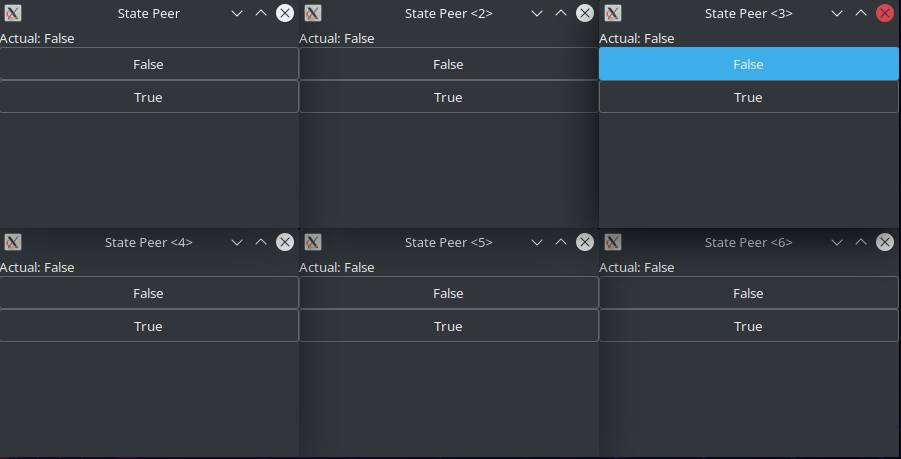 State Peer
Actual: False
False
True
State Peer <2>
Actual: False
False
True
State Peer <3>
Actual: False
False
True
State Peer <4>
Actual: False
False
True
State Peer <5>
Actual: False
False
True
State Peer <6>
Actual: False
False
True